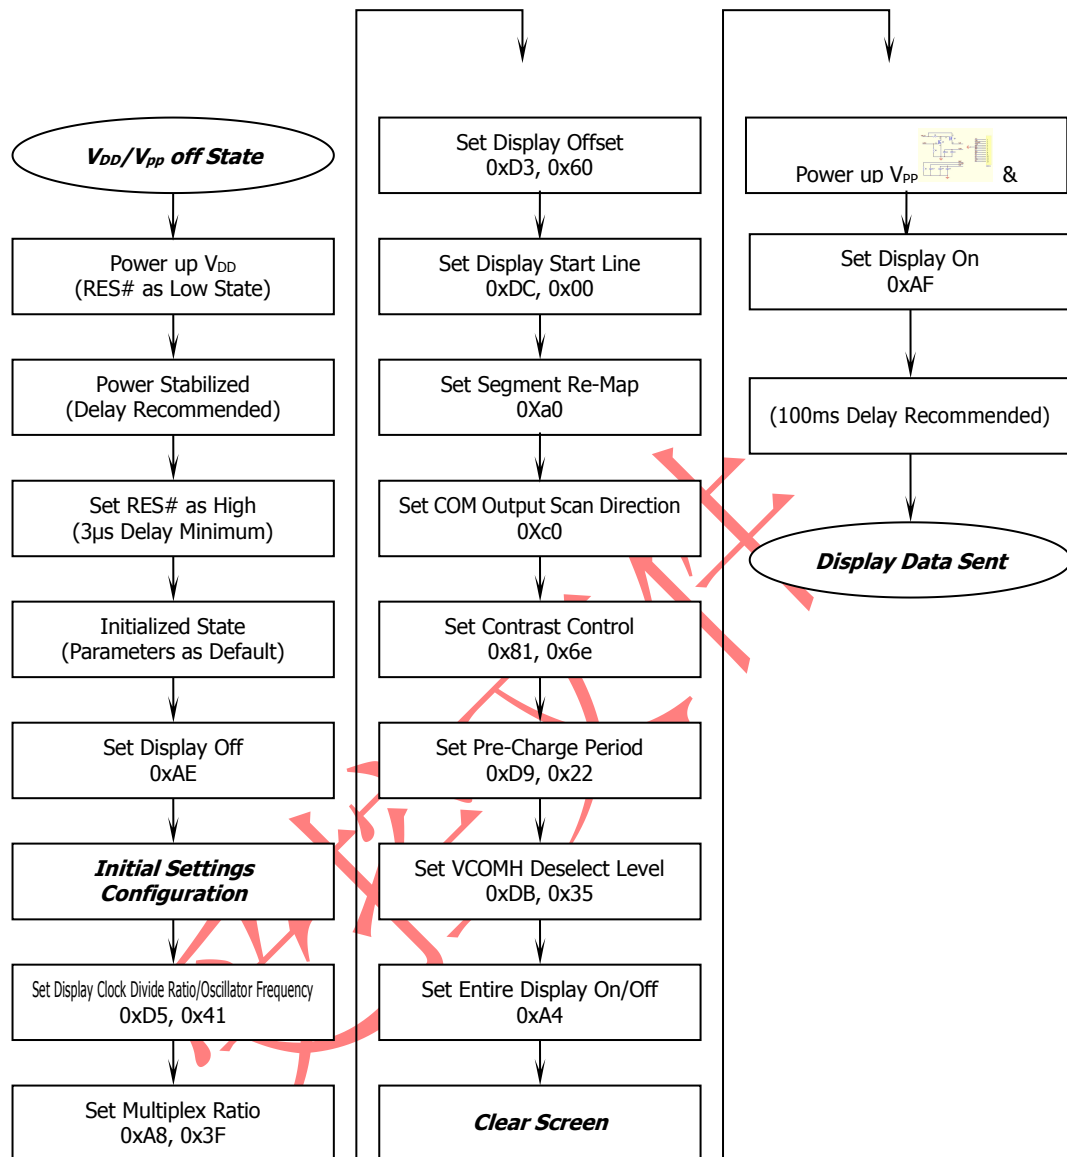 V_DD/V_pp off State
Power up V_DD
(RES# as Low State)
Power Stabilized
(Delay Recommended)
Set RES# as High
(3μs Delay Minimum)
Initialized State
(Parameters as Default)
Set Display Off
0xAE
Initial Settings
Configuration
Set Display Clock Divide Ratio/Oscillator Frequency
0xD5, 0x41
Set Multiplex Ratio
0xA8, 0x3F
Set Display Offset
0xD3, 0x60
Set Display Start Line
0xDC, 0x00
Set Segment Re-Map
0Xa0
Set COM Output Scan Direction
0Xc0
Set Contrast Control
0x81, 0x6e
Set Pre-Charge Period
0xD9, 0x22
Set VCOMH Deselect Level
0xDB, 0x35
Set Entire Display On/Off
0xA4
Clear Screen
Power up V_PP &
Set Display On
0xAF
(100ms Delay Recommended)
Display Data Sent